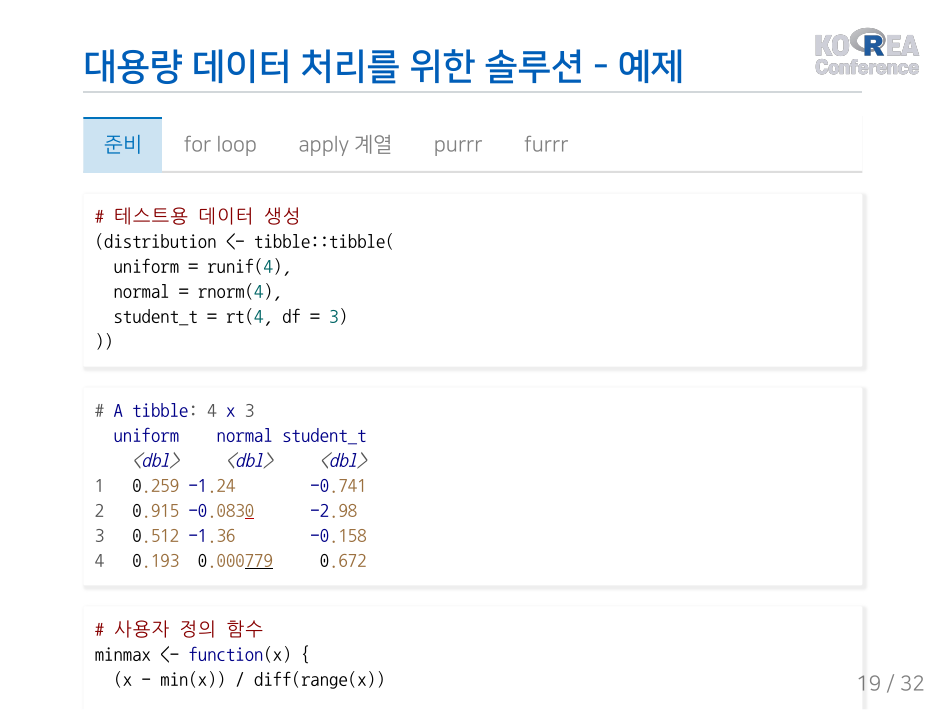 대용량 데이터 처리를 위한 솔루션 - 예제
KOREA
Conference
준비 for loop apply 계열 purrr furrr
# 테스트용 데이터 생성
(distribution <- tibble::tibble(
  uniform = runif(4),
  normal = rnorm(4),
  student_t = rt(4, df = 3)
))
# A tibble: 4 x 3
  uniform    normal student_t
    <dbl>     <dbl>     <dbl>
1   0.259 -1.24        -0.741
2   0.915 -0.0830      -2.98
3   0.512 -1.36        -0.158
4   0.193  0.000779     0.672
# 사용자 정의 함수
minmax <- function(x) {
  (x - min(x)) / diff(range(x))
19 / 32